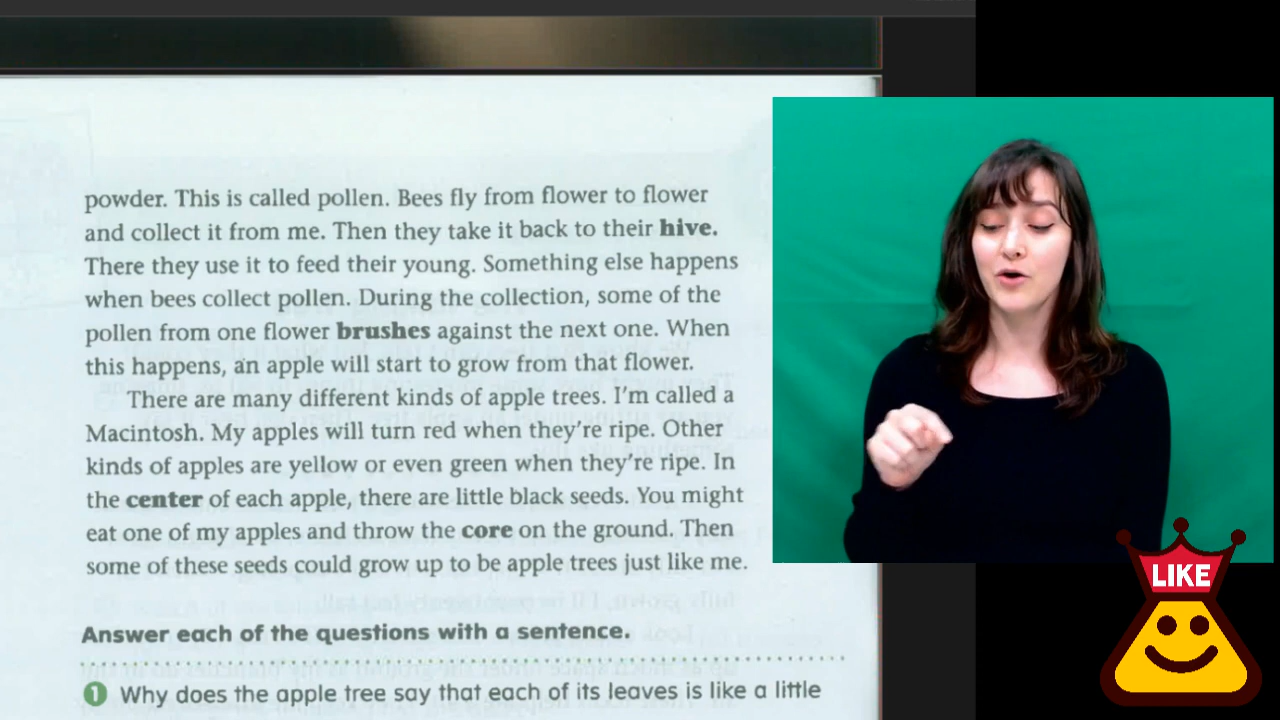 powder. This is called pollen. Bees fly from flower to flower
and collect it from me. Then they take it back to their hive.
There they use it to feed their young. Something else happens
when bees collect pollen. During the collection, some of the
pollen from one flower brushes against the next one. When
this happens, an apple will start to grow from that flower.
There are many different kinds of apple trees. I'm called a
Macintosh. My apples will turn red when they're ripe. Other
kinds of apples are yellow or even green when they're ripe. In
the center of each apple, there are little black seeds. You might
eat one of my apples and throw the core on the ground. Then
some of these seeds could grow up to be apple trees just like me.
Answer each of the questions with a sentence.
1 Why does the apple tree say that each of its leaves is like a little
LIKE